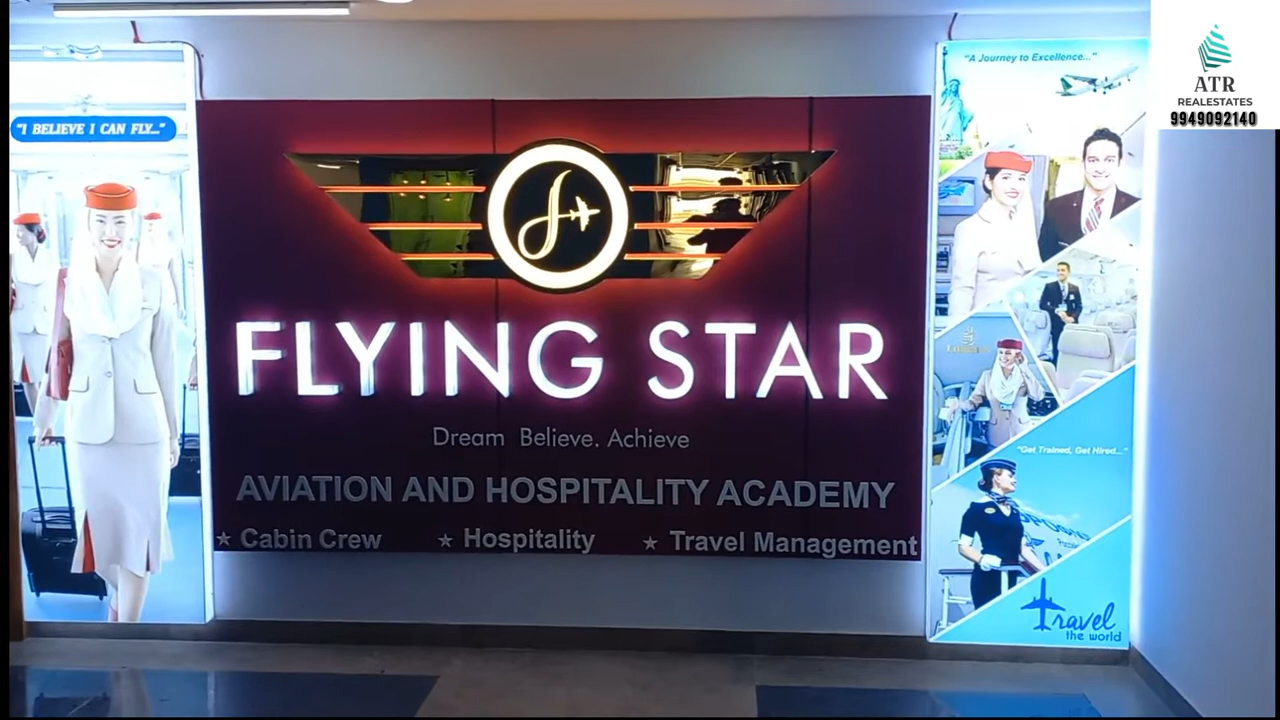 "I BELIEVE I CAN FLY..."
FLYING STAR
Dream Believe. Achieve
AVIATION AND HOSPITALITY ACADEMY
★ Cabin Crew ★ Hospitality ★ Travel Management
"A Journey to Excellence..."
"Get Trained, Get Hired..."
Travel
the world
ATR
REALESTATES
9949092140